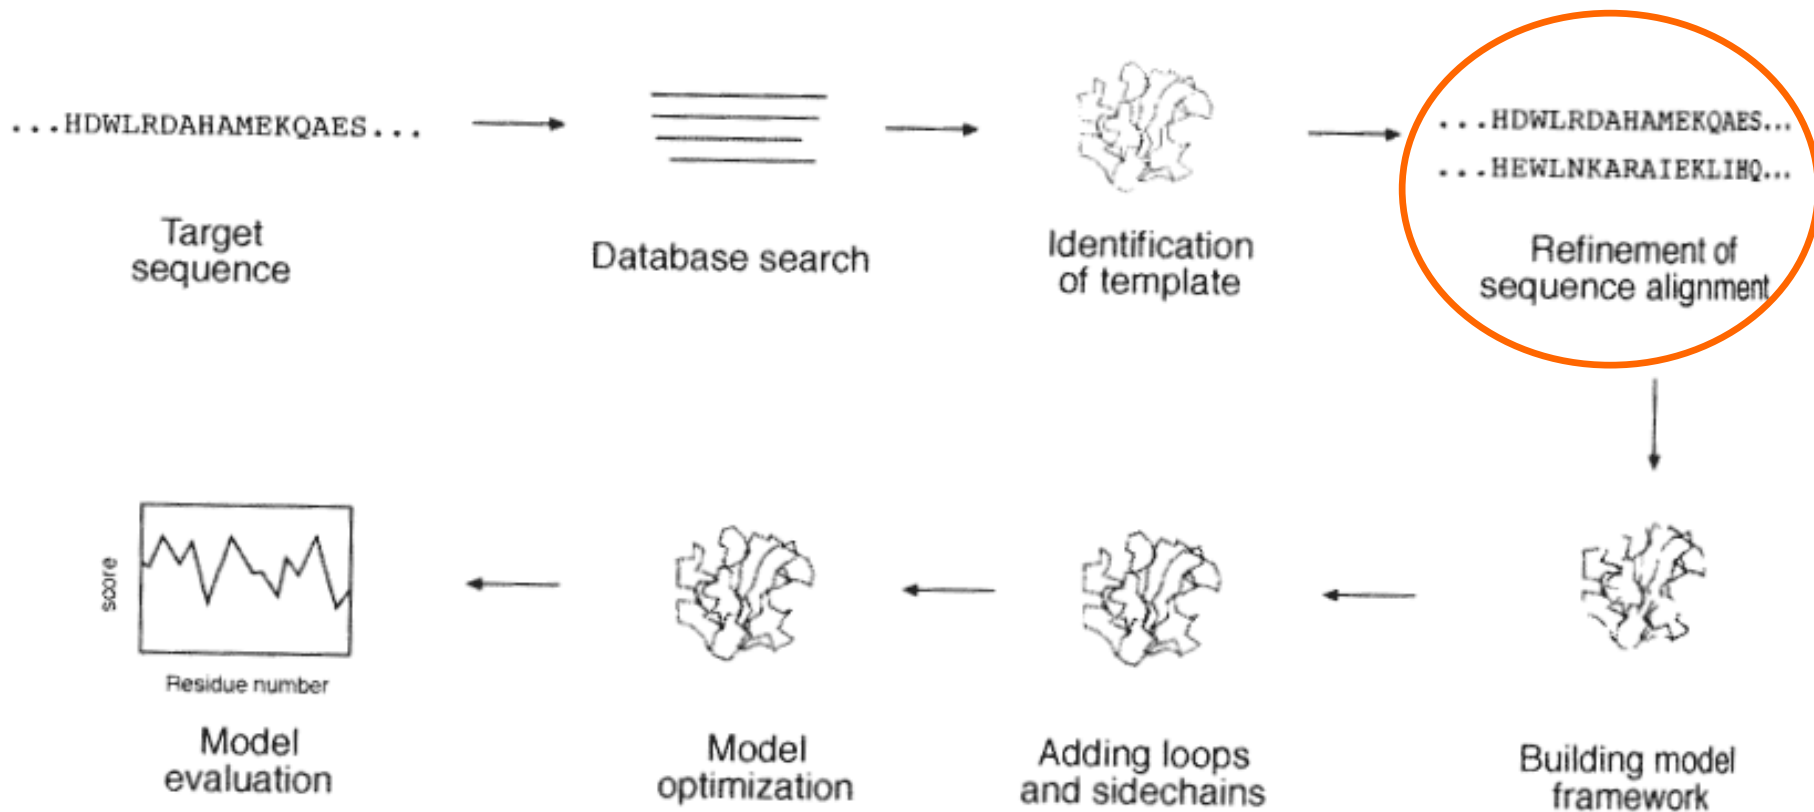 ...HDWLRDAHAMEKQAES...
Target
sequence
Database search
Identification
of template
...HDWLRDAHAMEKQAES...
...HEWLNKARAIEKLIHQ...
Refinement of
sequence alignment
score
Residue number
Model
evaluation
Model
optimization
Adding loops
and sidechains
Building model
framework